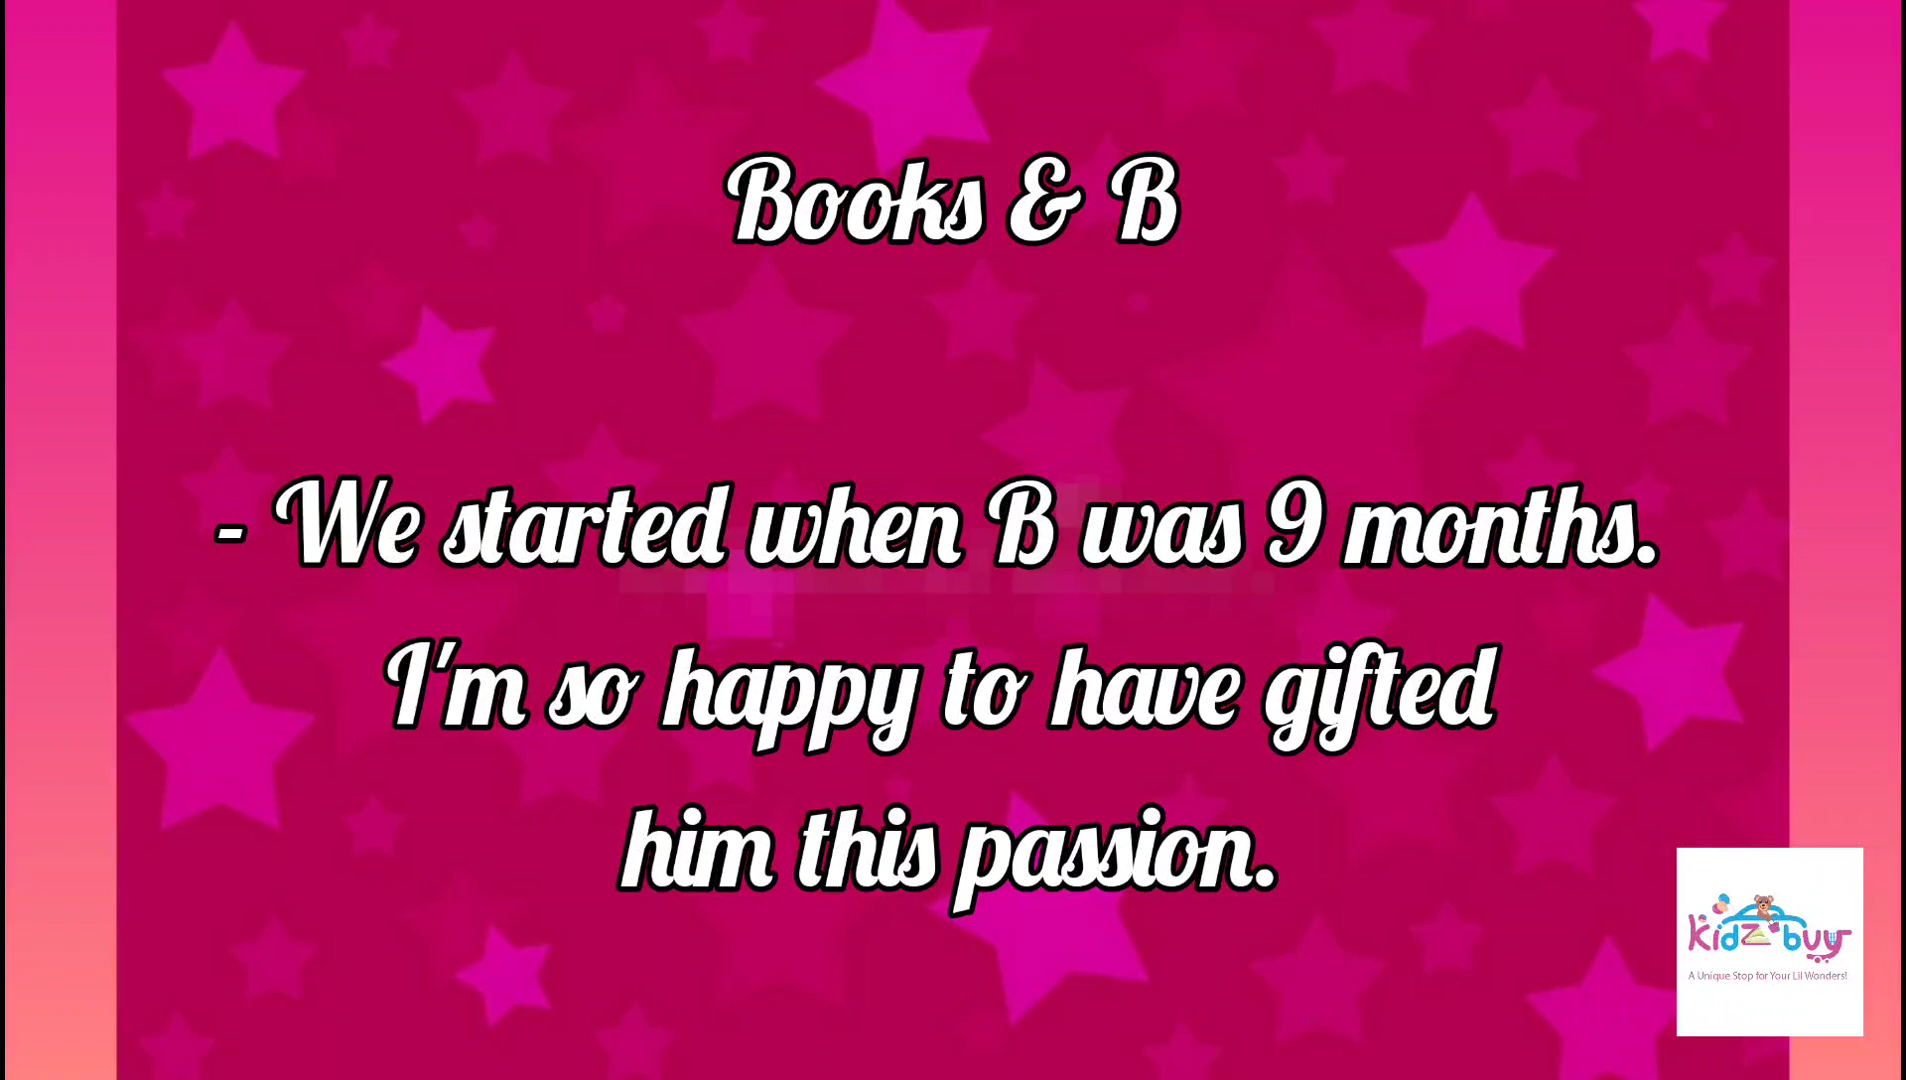 Books & B
- We started when B was 9 months.
I'm so happy to have gifted
him this passion.
kidz buy
A Unique Stop for Your Lil Wonders!